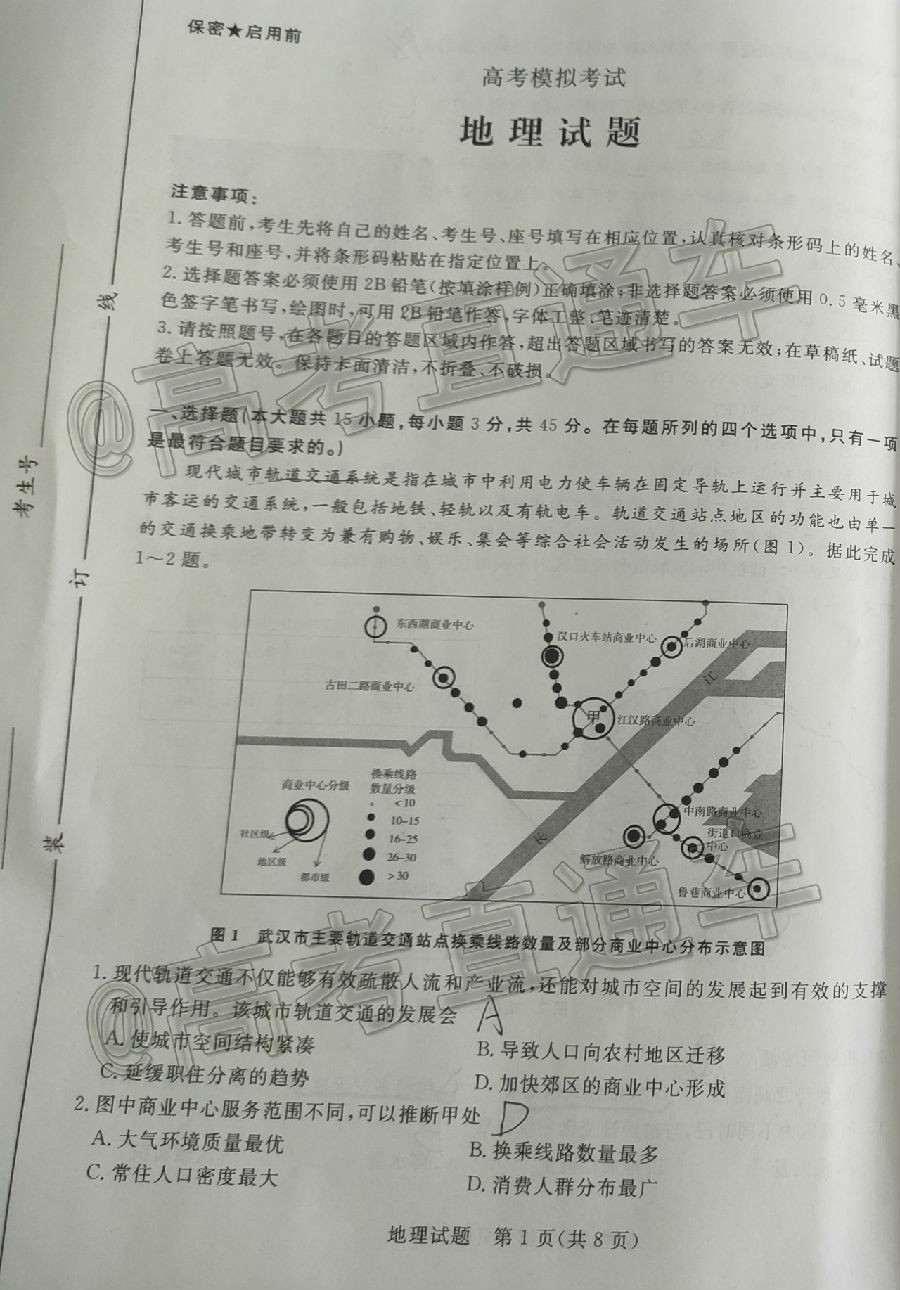 保密★启用前
高考模拟考试
地理试题
注意事项：
1.答题前,考生先将自己的姓名、考生号、座号填写在相应位置,认真核对条形码上的姓名、
考生号和座号,并将条形码粘贴在指定位置上。
2.选择题答案必须使用2B铅笔(按填涂样例)正确填涂;非选择题答案必须使用0.5毫米黑
色签字笔书写,绘图时,可用2B铅笔作答,字体工整、笔迹清楚。
3.请按照题号,在各题目的答题区域内作答,超出答题区域书写的答案无效;在草稿纸、试题
卷上答题无效。保持卡面清洁,不折叠、不破损。
一、选择题(本大题共15小题,每小题3分,共45分。在每题所列的四个选项中,只有一项
是最符合题目要求的。)
现代城市轨道交通系统是指在城市中利用电力使车辆在固定导轨上运行并主要用于城
市客运的交通系统,一般包括地铁、轻轨以及有轨电车。轨道交通站点地区的功能也由单一
的交通换乘地带转变为兼有购物、娱乐、集会等综合社会活动发生的场所(图1)。据此完成
1～2题。
东西湖商业中心
汉口火车站商业中心
后湖商业中心
古田二路商业中心
甲
江汉路商业中心
江
长
商业中心分级
社区级
地区级
都市级
换乘线路
数量分级
<10
10-15
16-25
26-30
>30
中南路商业中心
街道口商业
中心
解放路商业中心
鲁巷商业中心
图1 武汉市主要轨道交通站点换乘线路数量及部分商业中心分布示意图
1.现代轨道交通不仅能够有效疏散人流和产业流,还能对城市空间的发展起到有效的支撑
和引导作用。该城市轨道交通的发展会 A
A.使城市空间结构紧凑
B.导致人口向农村地区迁移
C.延缓职住分离的趋势
D.加快郊区的商业中心形成
2.图中商业中心服务范围不同,可以推断甲处 D
A.大气环境质量最优
B.换乘线路数量最多
C.常住人口密度最大
D.消费人群分布最广
地理试题 第1页(共8页)
考生号
装
订
线
@高考直通车
@高考直通车